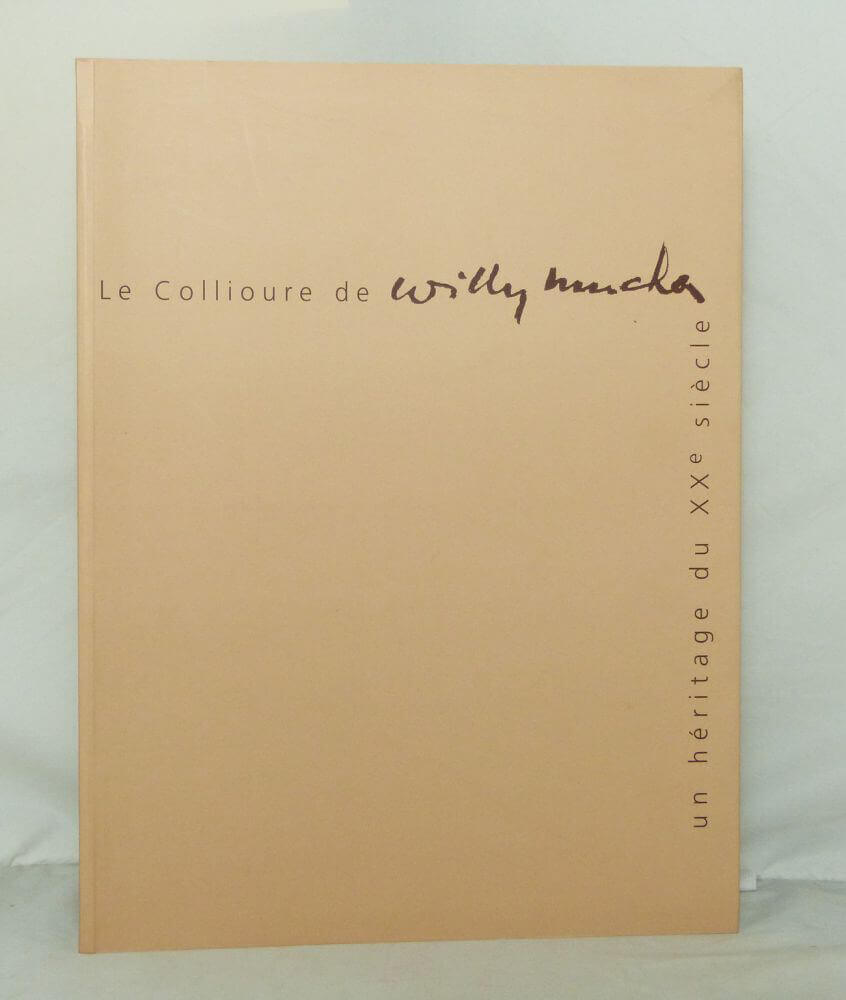 Le Collioure de willy mucha
un héritage du XXe siècle